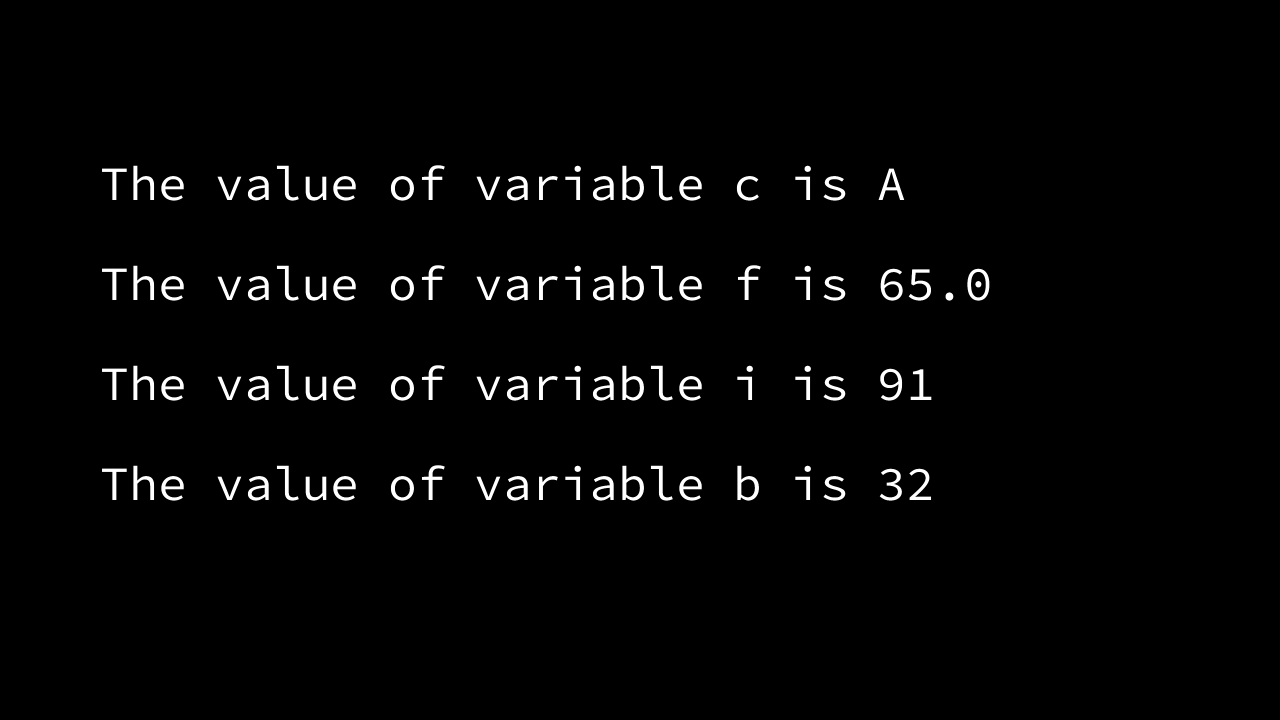 The value of variable c is A
The value of variable f is 65.0
The value of variable i is 91
The value of variable b is 32